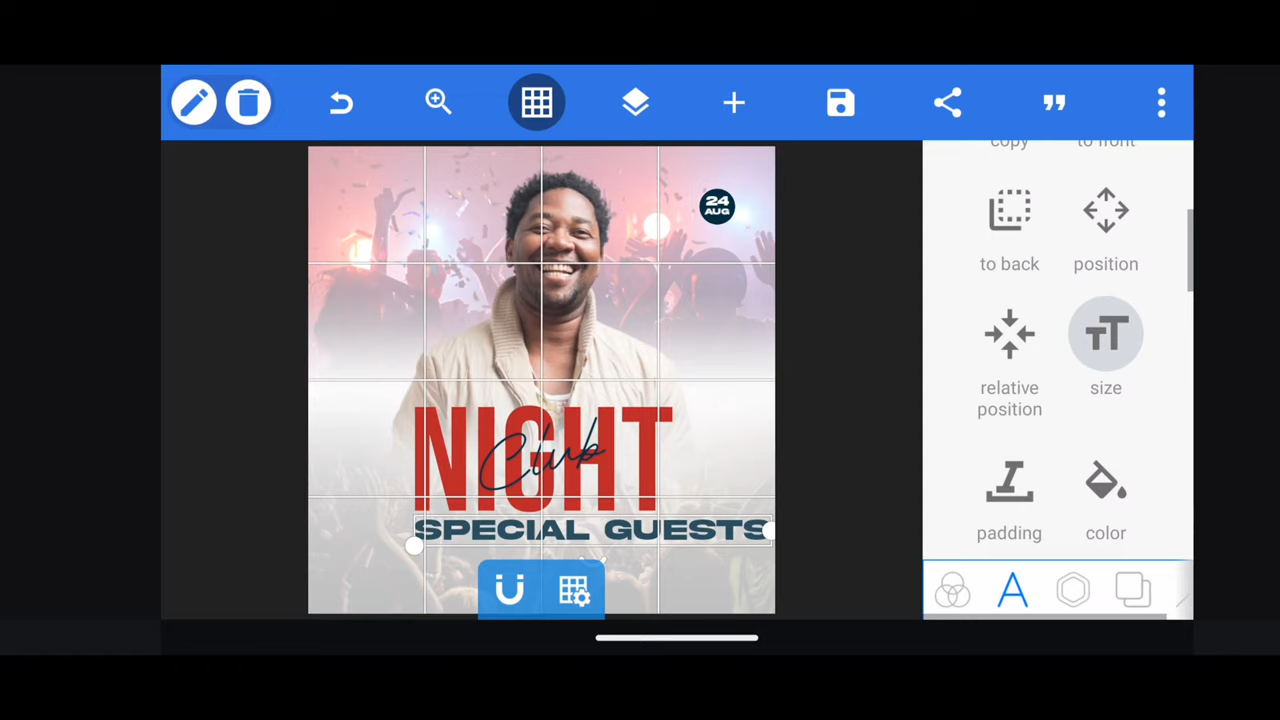 copy
to front
24
AUG
to back
position
relative
position
size
NIGHT
Club
SPECIAL GUESTS
padding
color